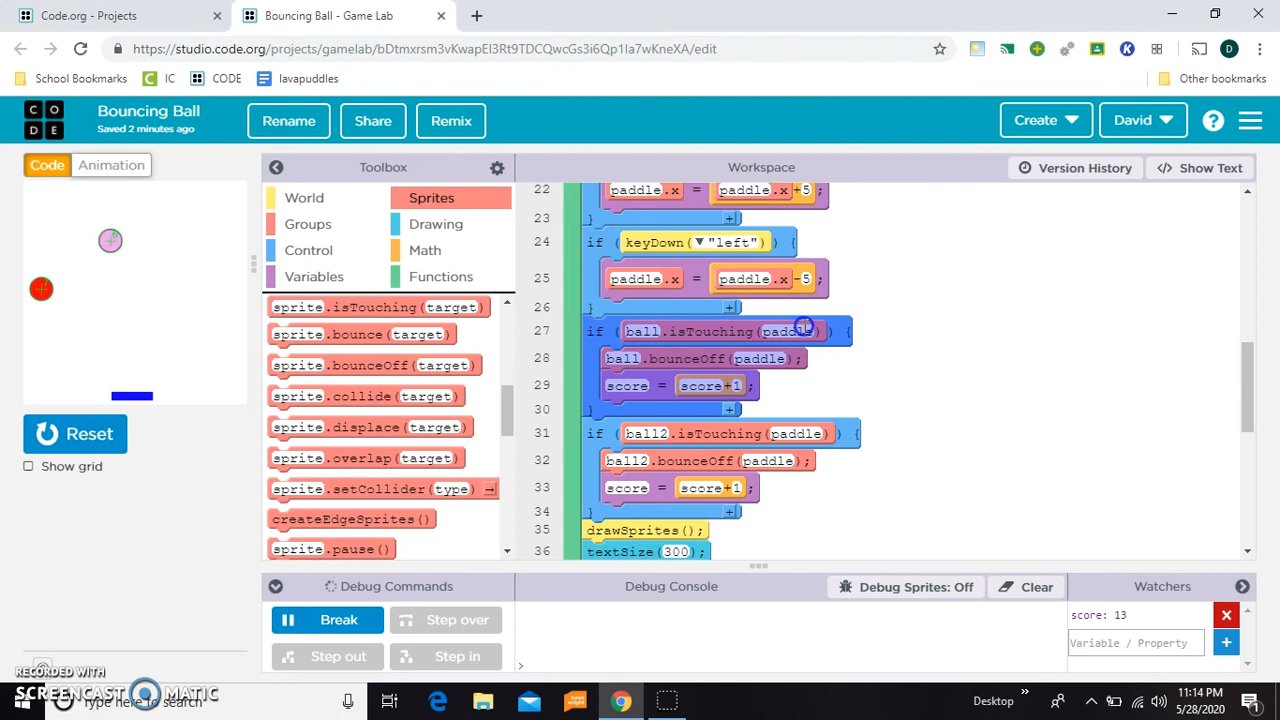 Code.org - Projects
Bouncing Ball - Game Lab
https://studio.code.org/projects/gamelab/bDtmxrsm3vKwapEl3Rt9TDCQwcGs3i6Qp1Ia7wKneXA/edit
School Bookmarks
IC
CODE
lavapuddles
Other bookmarks
C O
D E
Bouncing Ball
Saved 2 minutes ago
Rename
Share
Remix
Create
David
?
Code
Animation
Toolbox
Workspace
Version History
Show Text
World
Sprites
Groups
Drawing
Control
Math
Variables
Functions
sprite.isTouching(target)
sprite.bounce(target)
sprite.bounceOff(target)
sprite.collide(target)
sprite.displace(target)
sprite.overlap(target)
sprite.setCollider(type)
createEdgeSprites()
sprite.pause()
22 paddle.x = paddle.x+5;
23 }
24 if (keyDown("left")) {
25 paddle.x = paddle.x-5;
26 }
27 if (ball.isTouching(paddle)) {
28 ball.bounceOff(paddle);
29 score = score+1;
30 }
31 if (ball2.isTouching(paddle)) {
32 ball2.bounceOff(paddle);
33 score = score+1;
34 }
35 drawSprites();
36 textSize(300);
Reset
Show grid
Debug Commands
Debug Console
Debug Sprites: Off
Clear
Watchers
Break
Step over
Step out
Step in
score: 13
Variable / Property
RECORDED WITH
SCREENCAST MATIC
Type here to search
Desktop
11:14 PM
5/28/2020